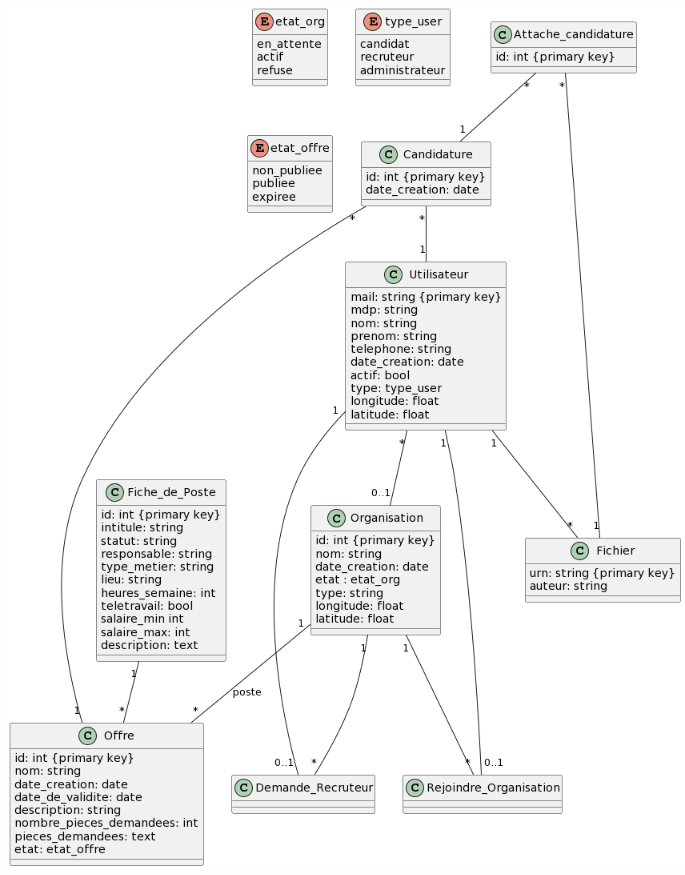 E etat_org
en_attente
actif
refuse
E type_user
candidat
recruteur
administrateur
C Attache_candidature
id: int {primary key}
* *
1
E etat_offre
non_publiee
publiee
expiree
C Candidature
id: int {primary key}
date_creation: date
* *
1
C Utilisateur
mail: string {primary key}
mdp: string
nom: string
prenom: string
telephone: string
date_creation: date
actif: bool
type: type_user
longitude: float
latitude: float
1
* 1 1
0..1
C Fiche_de_Poste
id: int {primary key}
intitule: string
statut: string
responsable: string
type_metier: string
lieu: string
heures_semaine: int
teletravail: bool
salaire_min int
salaire_max: int
description: text
C Organisation
id: int {primary key}
nom: string
date_creation: date
etat : etat_org
type: string
longitude: float
latitude: float
* 1
C Fichier
urn: string {primary key}
auteur: string
1
1 1
1
poste
1 * *
C Offre
id: int {primary key}
nom: string
date_creation: date
date_de_validite: date
description: string
nombre_pieces_demandees: int
pieces_demandees: text
etat: etat_offre
0..1 *
C Demande_Recruteur
* 0..1
C Rejoindre_Organisation